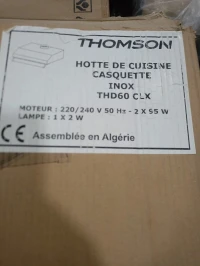 THOMSON
HOTTE DE CUISINE
CASQUETTE
INOX
THD60 CLX
MOTEUR : 220/240 V 50 Hz - 2 X 55 W
LAMPE : 1 X 2 W
CE Assemblée en Algérie